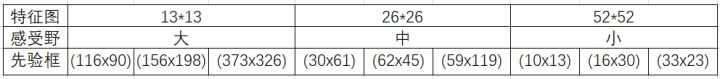 特征图 13*13 26*26 52*52
感受野 大 中 小
先验框 (116x90) (156x198) (373x326) (30x61) (62x45) (59x119) (10x13) (16x30) (33x23)